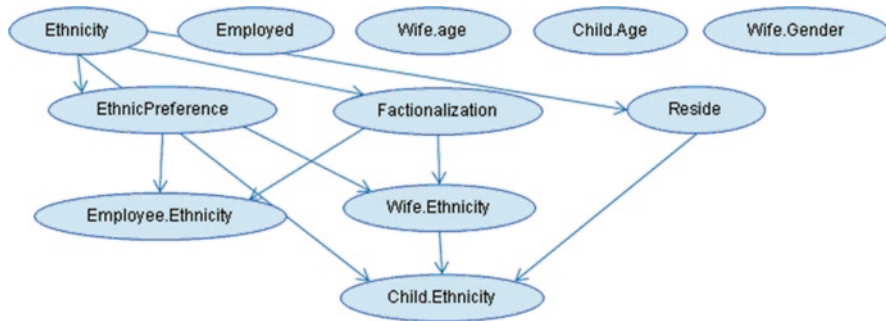 Ethnicity
Employed
Wife.age
Child.Age
Wife.Gender
EthnicPreference
Factionalization
Reside
Employee.Ethnicity
Wife.Ethnicity
Child.Ethnicity